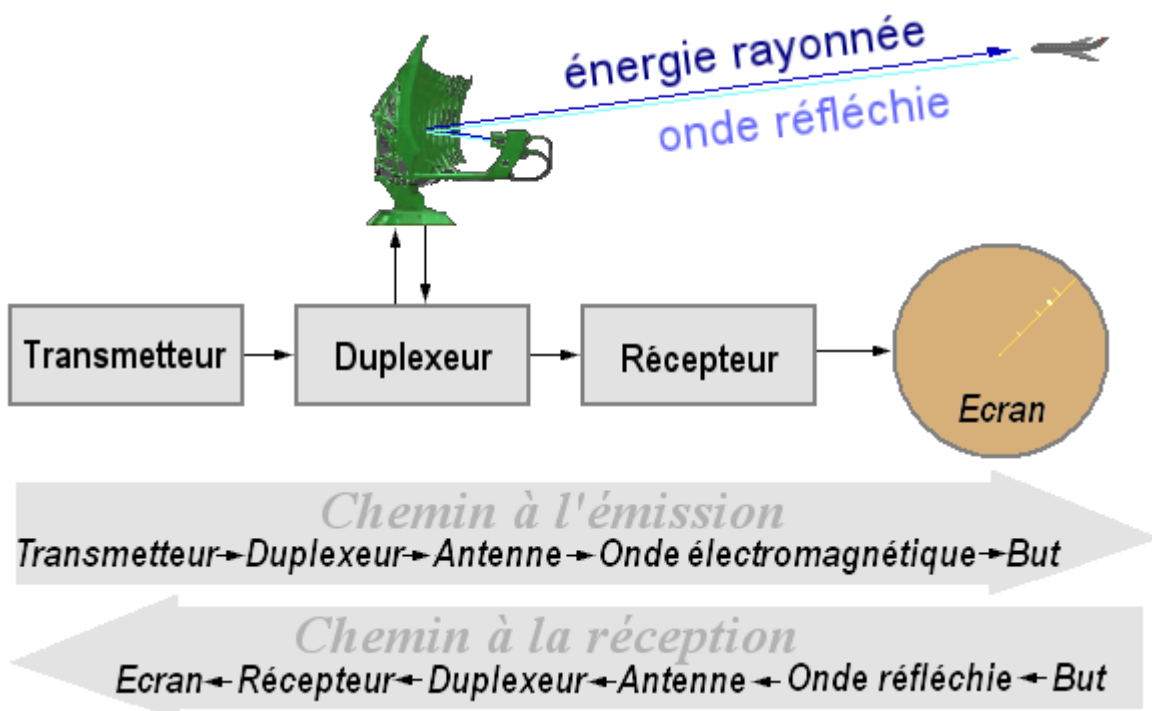 énergie rayonnée
onde réfléchie
Transmetteur
Duplexeur
Récepteur
Ecran
Chemin à l'émission
Transmetteur→Duplexeur→Antenne→Onde électromagnétique→But
Chemin à la réception
Ecran←Récepteur←Duplexeur←Antenne←Onde réfléchie←But